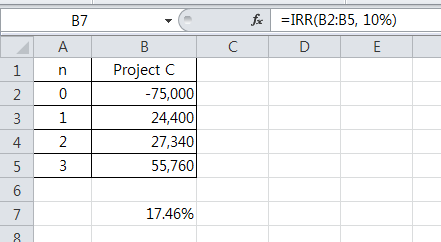 B7 fx =IRR(B2:B5, 10%)
A B C D E
1 n Project C
2 0 -75,000
3 1 24,400
4 2 27,340
5 3 55,760
6
7 17.46%
8